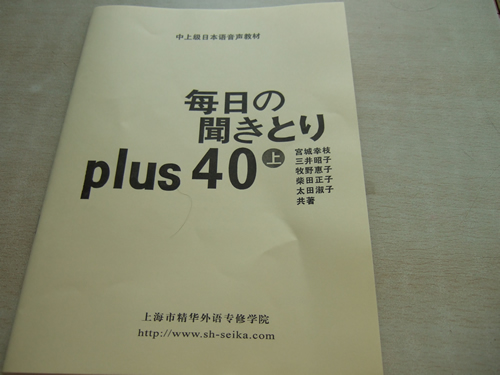 中上级日本语音声教材
毎日の
聞きとり
plus 40 上
宮城幸枝
三井昭子
牧野恵子
柴田正子
太田淑子
共著
上海市精华外语专修学院
http://www.sh-seika.com